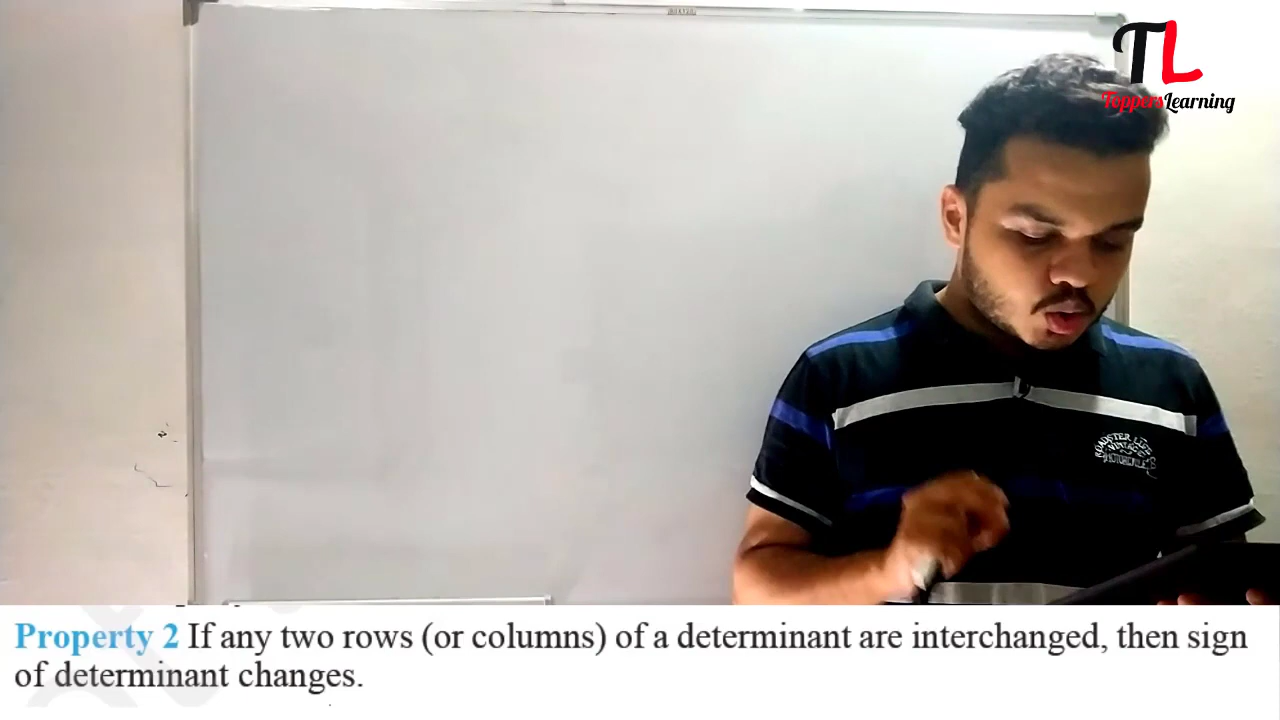 TL
ToppersLearning
Property 2 If any two rows (or columns) of a determinant are interchanged, then sign
of determinant changes.